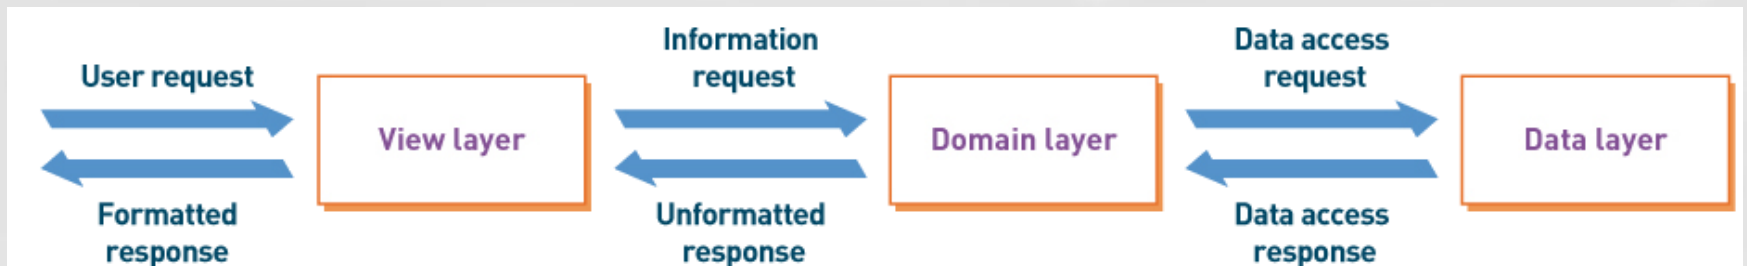 User request
View layer
Formatted
response
Information
request
Unformatted
response
Domain layer
Data access
request
Data access
response
Data layer